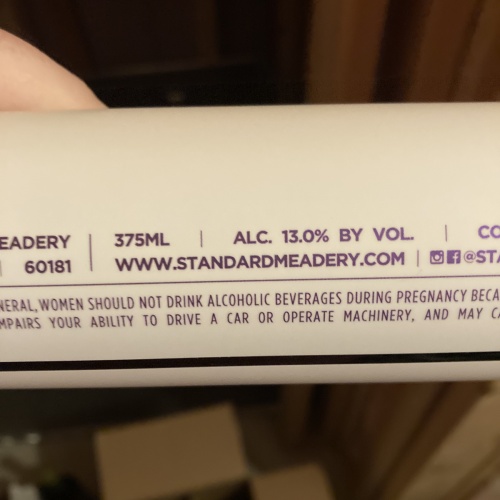 EADERY | 375ML | ALC. 13.0% BY VOL. | CO
60181 | WWW.STANDARDMEADERY.COM | @STA
NERAL, WOMEN SHOULD NOT DRINK ALCOHOLIC BEVERAGES DURING PREGNANCY BECA
MPAIRS YOUR ABILITY TO DRIVE A CAR OR OPERATE MACHINERY, AND MAY CA